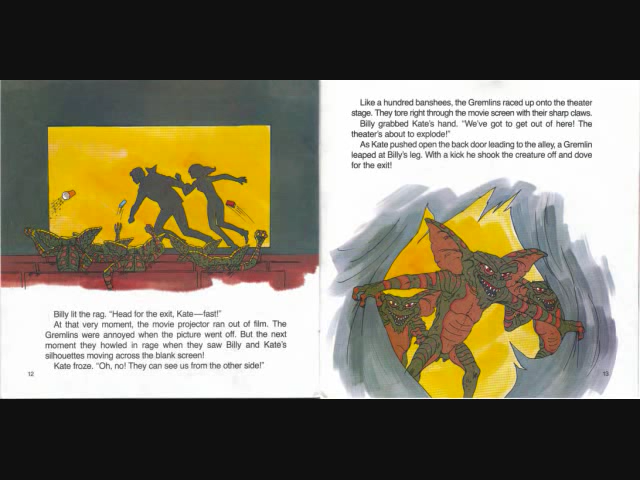 Billy lit the rag. "Head for the exit, Kate—fast!"
At that very moment, the movie projector ran out of film. The
Gremlins were annoyed when the picture went off. But the next
moment they howled in rage when they saw Billy and Kate's
silhouettes moving across the blank screen!
Kate froze. "Oh, no! They can see us from the other side!"
12
Like a hundred banshees, the Gremlins raced up onto the theater
stage. They tore right through the movie screen with their sharp claws.
Billy grabbed Kate's hand. "We've got to get out of here! The
theater's about to explode!"
As Kate pushed open the back door leading to the alley, a Gremlin
leaped at Billy's leg. With a kick he shook the creature off and dove
for the exit!
13